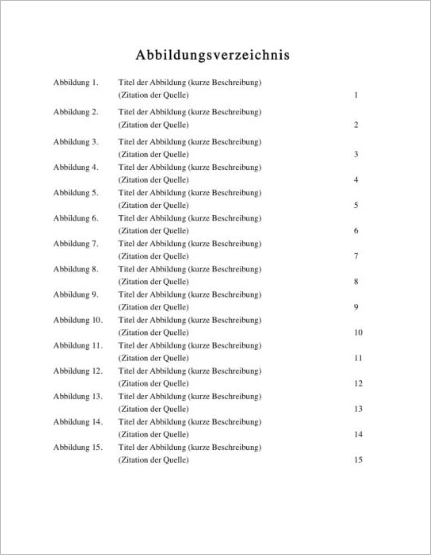 Abbildungsverzeichnis
Abbildung 1. Titel der Abbildung (kurze Beschreibung)
(Zitation der Quelle) 1
Abbildung 2. Titel der Abbildung (kurze Beschreibung)
(Zitation der Quelle) 2
Abbildung 3. Titel der Abbildung (kurze Beschreibung)
(Zitation der Quelle) 3
Abbildung 4. Titel der Abbildung (kurze Beschreibung)
(Zitation der Quelle) 4
Abbildung 5. Titel der Abbildung (kurze Beschreibung)
(Zitation der Quelle) 5
Abbildung 6. Titel der Abbildung (kurze Beschreibung)
(Zitation der Quelle) 6
Abbildung 7. Titel der Abbildung (kurze Beschreibung)
(Zitation der Quelle) 7
Abbildung 8. Titel der Abbildung (kurze Beschreibung)
(Zitation der Quelle) 8
Abbildung 9. Titel der Abbildung (kurze Beschreibung)
(Zitation der Quelle) 9
Abbildung 10. Titel der Abbildung (kurze Beschreibung)
(Zitation der Quelle) 10
Abbildung 11. Titel der Abbildung (kurze Beschreibung)
(Zitation der Quelle) 11
Abbildung 12. Titel der Abbildung (kurze Beschreibung)
(Zitation der Quelle) 12
Abbildung 13. Titel der Abbildung (kurze Beschreibung)
(Zitation der Quelle) 13
Abbildung 14. Titel der Abbildung (kurze Beschreibung)
(Zitation der Quelle) 14
Abbildung 15. Titel der Abbildung (kurze Beschreibung)
(Zitation der Quelle) 15